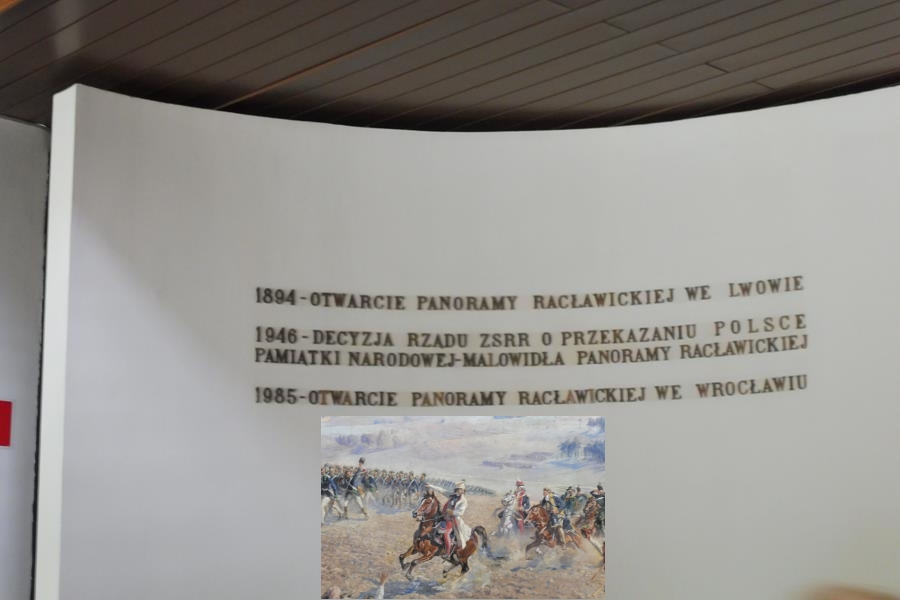 1894-OTWARCIE PANORAMY RACŁAWICKIEJ WE LWOWIE
1946-DECYZJA RZĄDU ZSRR O PRZEKAZANIU POLSCE
PAMIĄTKI NARODOWEJ-MALOWIDŁA PANORAMY RACŁAWICKIEJ
1985-OTWARCIE PANORAMY RACŁAWICKIEJ WE WROCŁAWIU